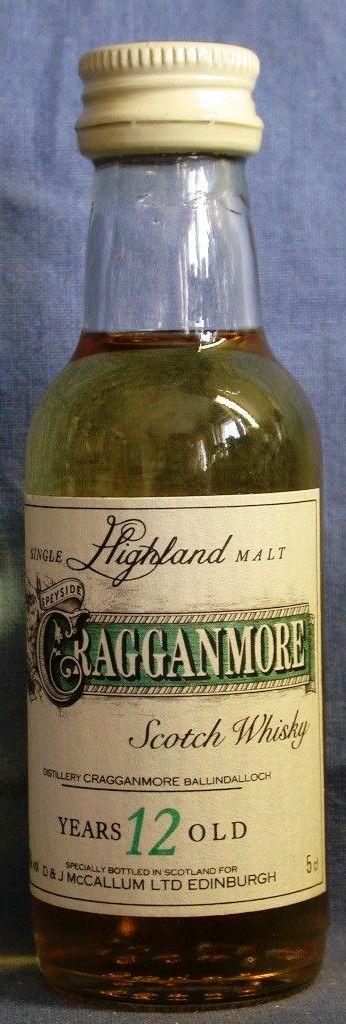 SINGLE Highland MALT
SPEYSIDE
CRAGGANMORE
Scotch Whisky
DISTILLERY CRAGGANMORE BALLINDALLOCH
YEARS 12 OLD
SPECIALLY BOTTLED IN SCOTLAND FOR
D & J McCALLUM LTD EDINBURGH
5 cl